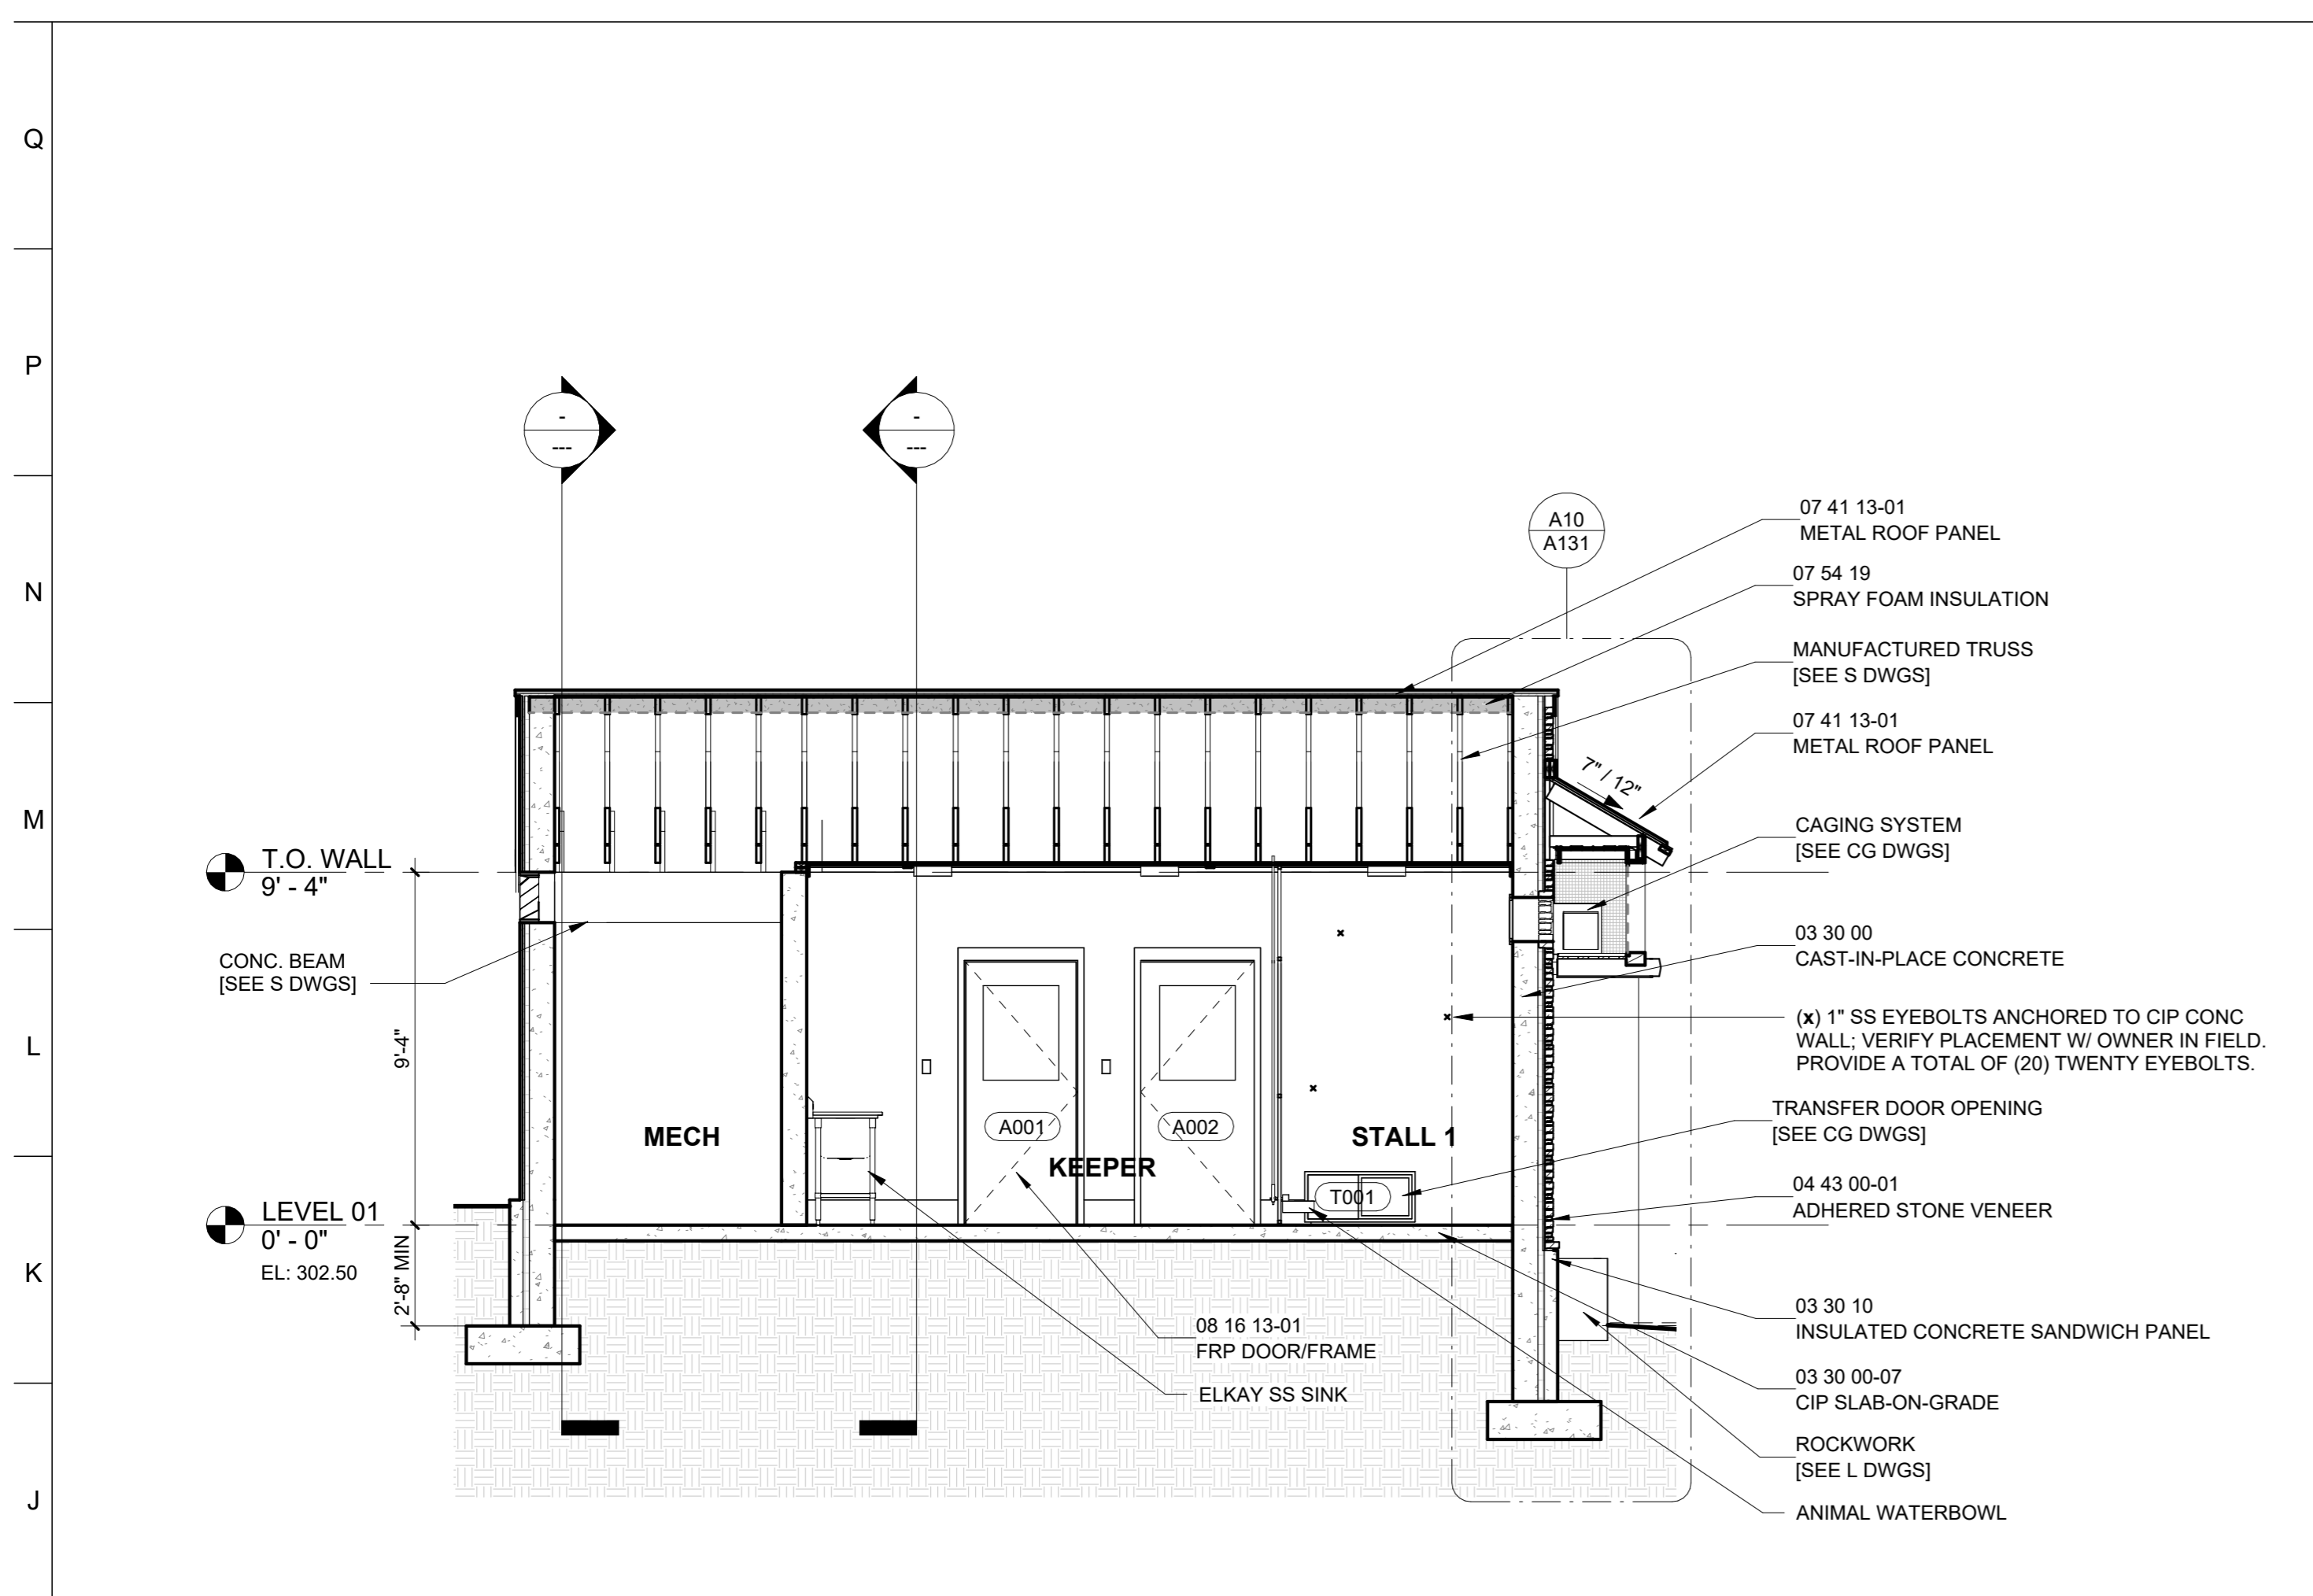 Q
P
N
M
L
K
J
-
---
-
---
A10
A131
07 41 13-01
METAL ROOF PANEL
07 54 19
SPRAY FOAM INSULATION
MANUFACTURED TRUSS
[SEE S DWGS]
07 41 13-01
METAL ROOF PANEL
7" / 12"
CAGING SYSTEM
[SEE CG DWGS]
T.O. WALL
9' - 4"
CONC. BEAM
[SEE S DWGS]
9'-4"
03 30 00
CAST-IN-PLACE CONCRETE
(x) 1" SS EYEBOLTS ANCHORED TO CIP CONC
WALL; VERIFY PLACEMENT W/ OWNER IN FIELD.
PROVIDE A TOTAL OF (20) TWENTY EYEBOLTS.
TRANSFER DOOR OPENING
[SEE CG DWGS]
MECH
A001
A002
KEEPER
STALL 1
T001
04 43 00-01
ADHERED STONE VENEER
LEVEL 01
0' - 0"
EL: 302.50
2'-8" MIN
03 30 10
INSULATED CONCRETE SANDWICH PANEL
08 16 13-01
FRP DOOR/FRAME
ELKAY SS SINK
03 30 00-07
CIP SLAB-ON-GRADE
ROCKWORK
[SEE L DWGS]
ANIMAL WATERBOWL